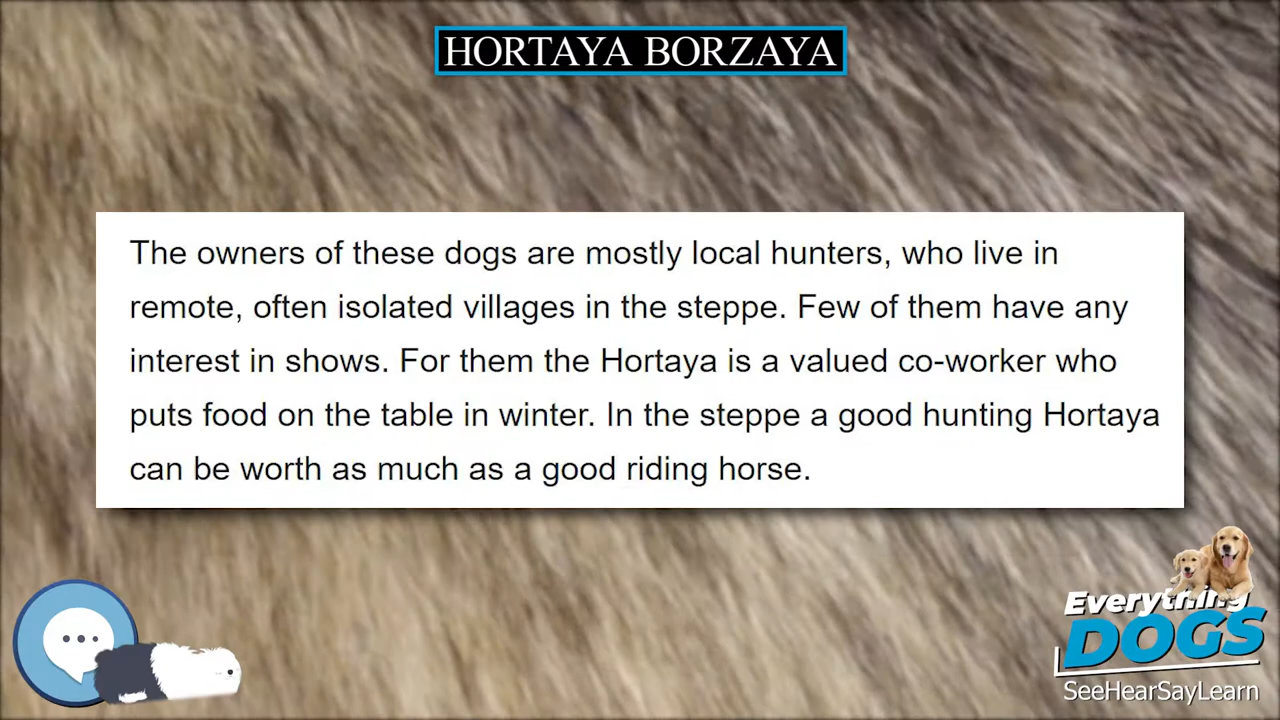 HORTAYA BORZAYA
The owners of these dogs are mostly local hunters, who live in
remote, often isolated villages in the steppe. Few of them have any
interest in shows. For them the Hortaya is a valued co-worker who
puts food on the table in winter. In the steppe a good hunting Hortaya
can be worth as much as a good riding horse.
Everything
DOGS
SeeHearSayLearn